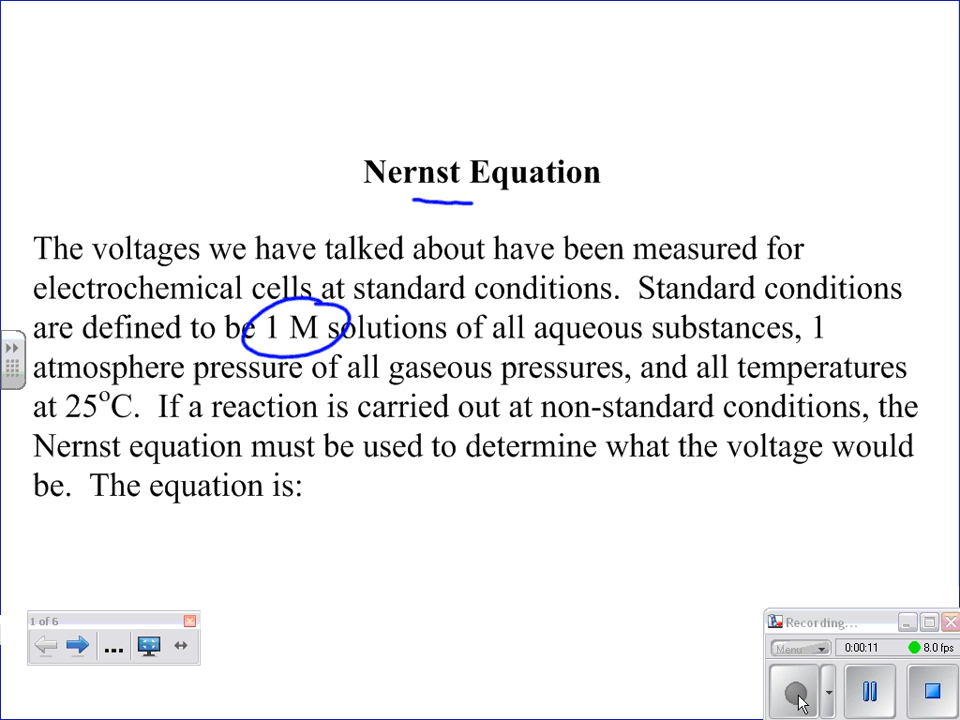 Nernst Equation
The voltages we have talked about have been measured for
electrochemical cells at standard conditions.  Standard conditions
are defined to be 1 M solutions of all aqueous substances, 1
atmosphere pressure of all gaseous pressures, and all temperatures
at 25°C.  If a reaction is carried out at non-standard conditions, the
Nernst equation must be used to determine what the voltage would
be.  The equation is:
1 of 6
...
Recording...
Menu
0:00:11
8.0 fps